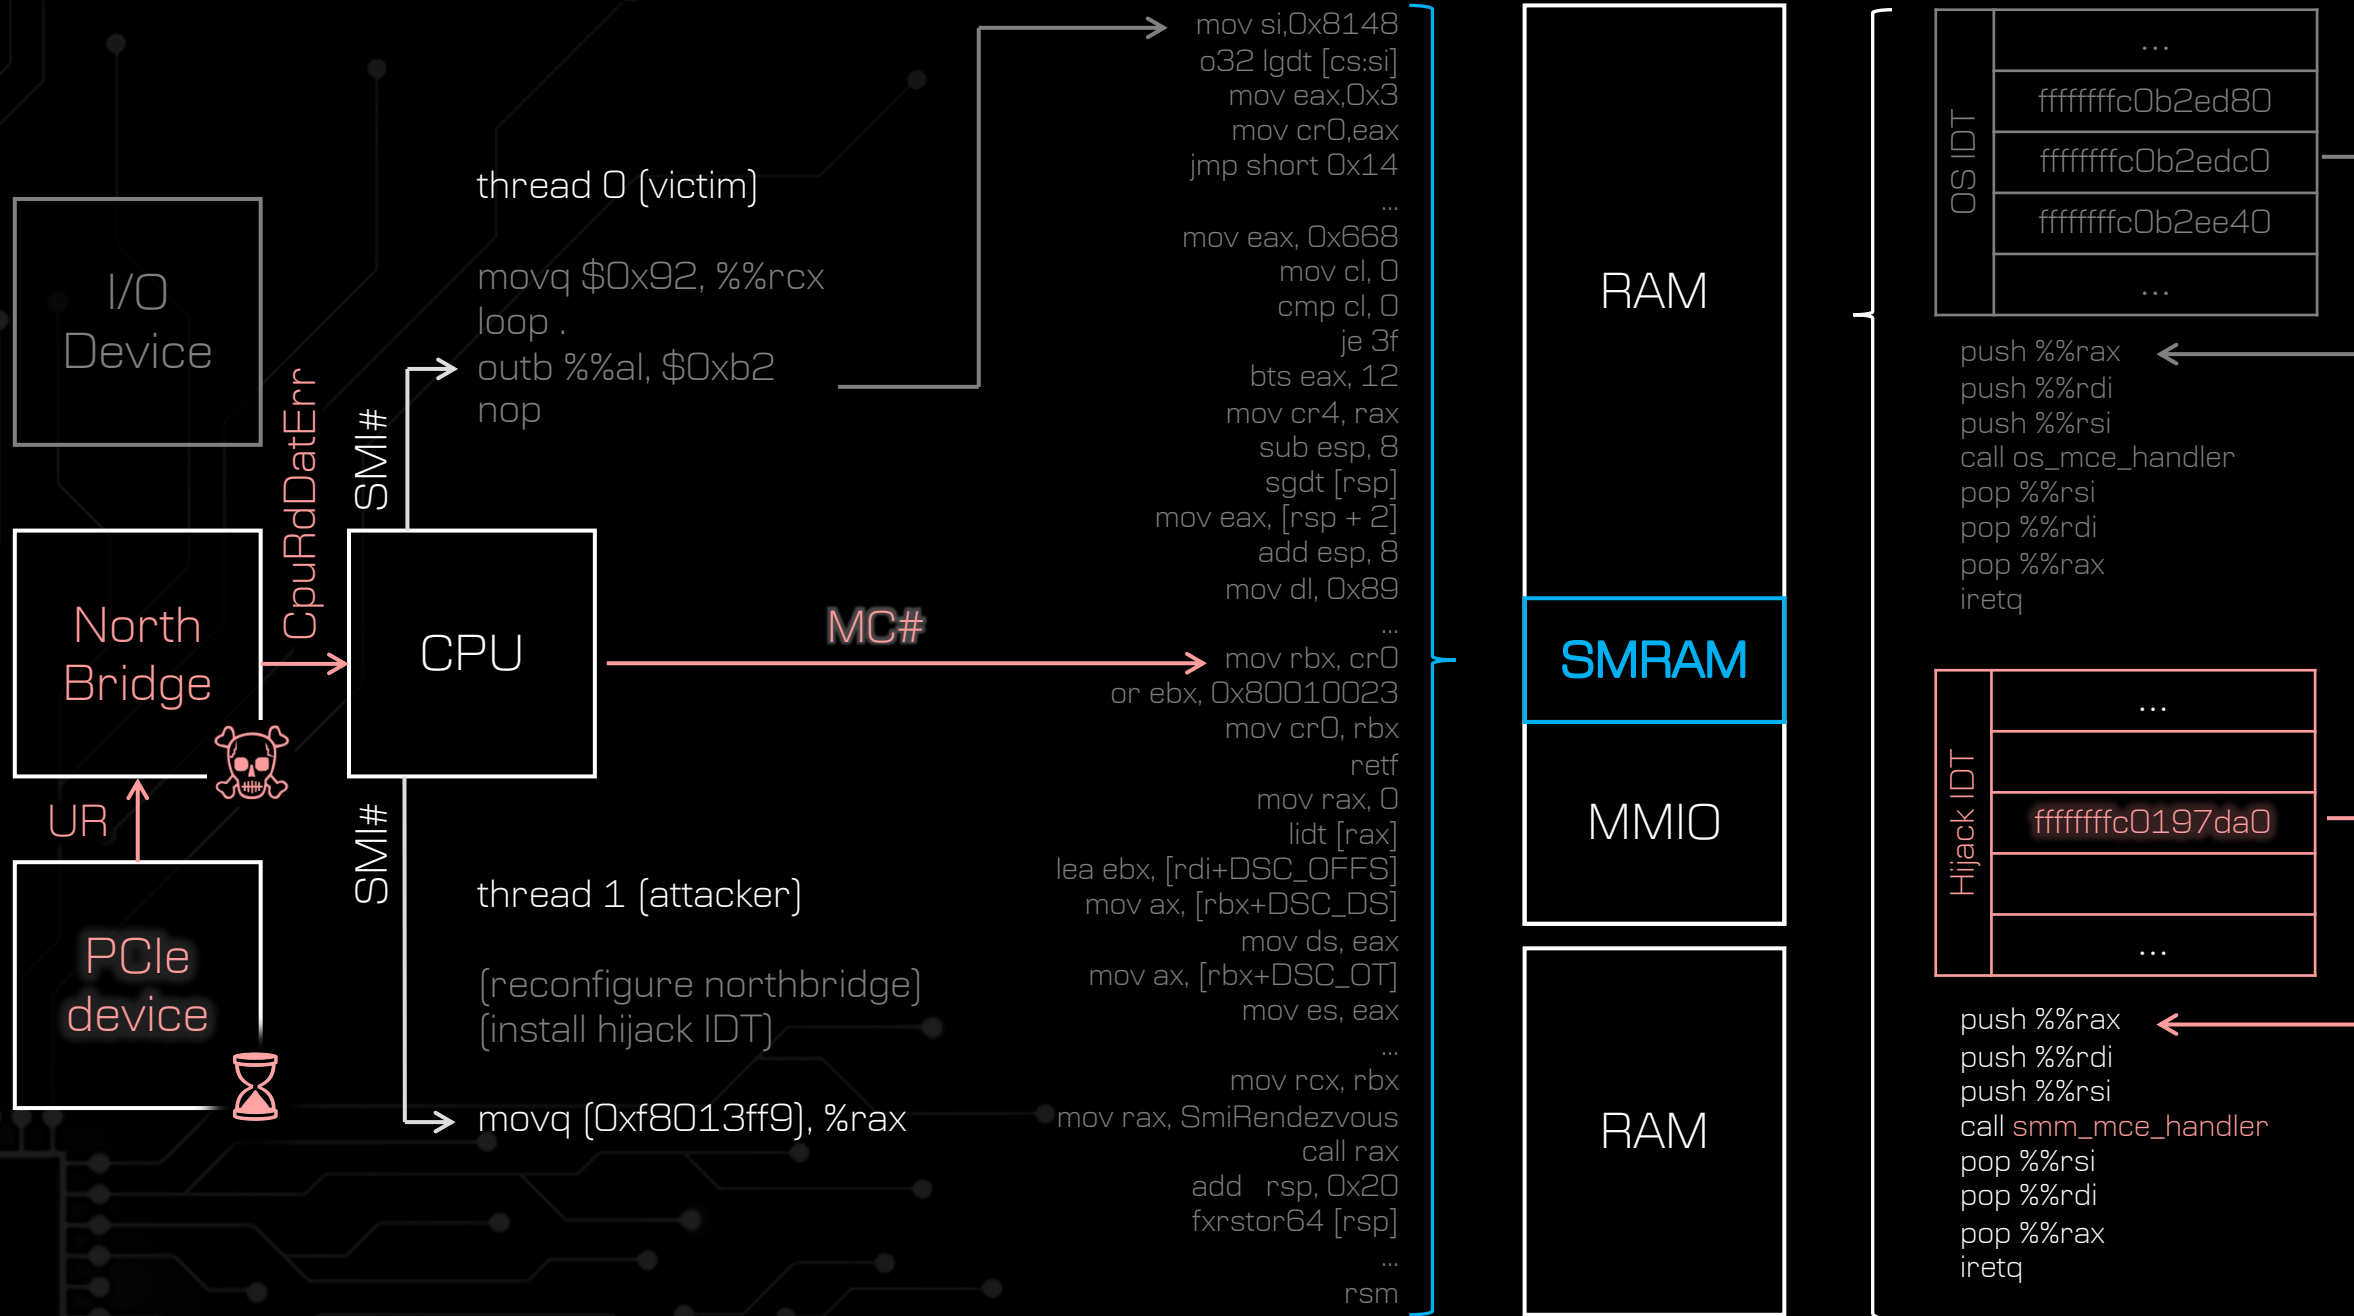 I/O
Device
CpuRdDatErr
North
Bridge
UR
PCIe
device
SMI#
CPU
SMI#
thread 0 (victim)
movq $0x92, %%rcx
loop .
outb %%al, $0xb2
nop
MC#
thread 1 (attacker)
(reconfigure northbridge)
(install hijack IDT)
movq (0xf8013ff9), %rax
mov si,0x8148
o32 lgdt [cs:si]
mov eax,0x3
mov cr0,eax
jmp short 0x14
...
mov eax, 0x668
mov cl, 0
cmp cl, 0
je 3f
bts eax, 12
mov cr4, rax
sub esp, 8
sgdt [rsp]
mov eax, [rsp + 2]
add esp, 8
mov dl, 0x89
...
mov rbx, cr0
or ebx, 0x80010023
mov cr0, rbx
retf
mov rax, 0
lidt [rax]
lea ebx, [rdi+DSC_OFFS]
mov ax, [rbx+DSC_DS]
mov ds, eax
mov ax, [rbx+DSC_OT]
mov es, eax
...
mov rcx, rbx
mov rax, SmiRendezvous
call rax
add rsp, 0x20
fxrstor64 [rsp]
...
rsm
RAM
SMRAM
MMIO
RAM
OS IDT
...
ffffffffc0b2ed80
ffffffffc0b2edc0
ffffffffc0b2ee40
...
push %%rax
push %%rdi
push %%rsi
call os_mce_handler
pop %%rsi
pop %%rdi
pop %%rax
iretq
Hijack IDT
...
ffffffffc0197da0
...
push %%rax
push %%rdi
push %%rsi
call smm_mce_handler
pop %%rsi
pop %%rdi
pop %%rax
iretq